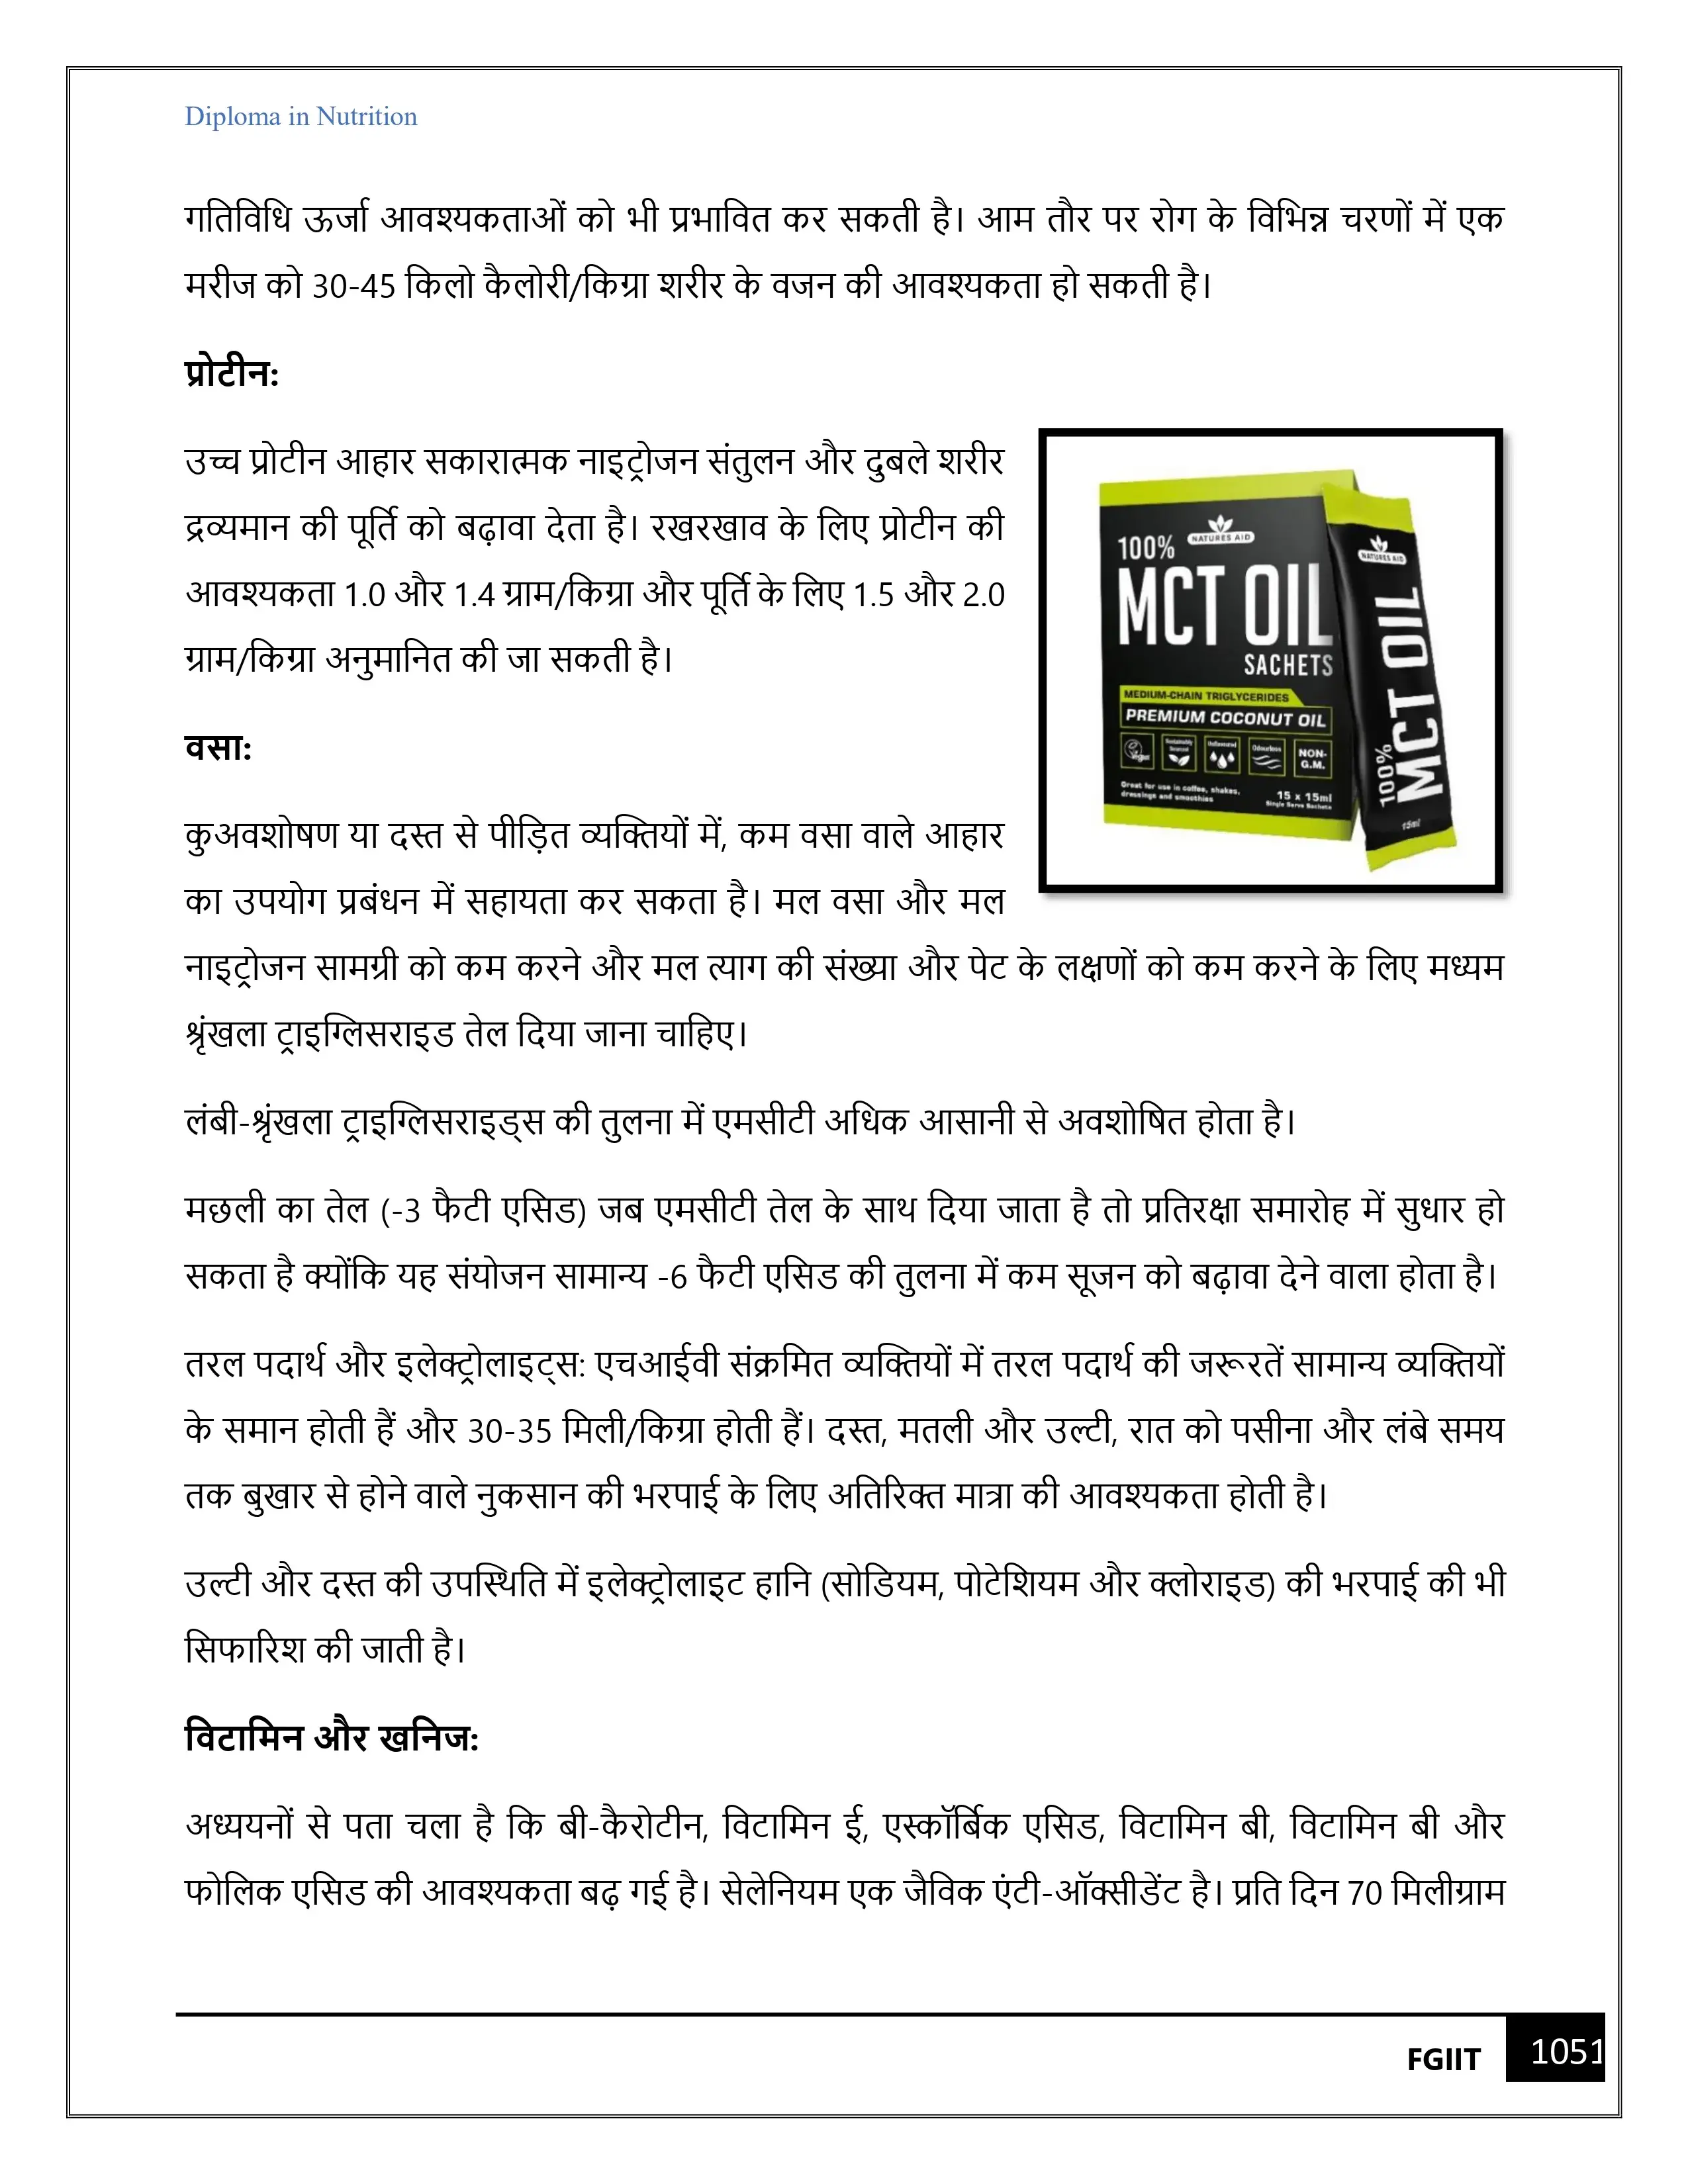 Diploma in Nutrition
गतिविधि ऊर्जा आवश्यकताओं को भी प्रभावित कर सकती है। आम तौर पर रोग के विभिन्न चरणों में एक
मरीज को 30-45 किलो कैलोरी/किग्रा शरीर के वजन की आवश्यकता हो सकती है।
प्रोटीन:
उच्च प्रोटीन आहार सकारात्मक नाइट्रोजन संतुलन और दुबले शरीर
द्रव्यमान की पूर्ति को बढ़ावा देता है। रखरखाव के लिए प्रोटीन की
आवश्यकता 1.0 और 1.4 ग्राम/किग्रा और पूर्ति के लिए 1.5 और 2.0
ग्राम/किग्रा अनुमानित की जा सकती है।
वसा:
कुअवशोषण या दस्त से पीड़ित व्यक्तियों में, कम वसा वाले आहार
का उपयोग प्रबंधन में सहायता कर सकता है। मल वसा और मल
नाइट्रोजन सामग्री को कम करने और मल त्याग की संख्या और पेट के लक्षणों को कम करने के लिए मध्यम
श्रृंखला ट्राइग्लिसराइड तेल दिया जाना चाहिए।
NATURES AID
100%
MCT OIL
SACHETS
MEDIUM-CHAIN TRIGLYCERIDES
PREMIUM COCONUT OIL
Vegan
Sustainably
Sourced
Unflavoured
Odourless
NON-
G.M.
Great for use in coffee, shakes,
dressings and smoothies
15 x 15ml
Single Serve Sachets
NATURES AID
100%
MCT OIL
15ml
लंबी-श्रृंखला ट्राइग्लिसराइड्स की तुलना में एमसीटी अधिक आसानी से अवशोषित होता है।
मछली का तेल (-3 फैटी एसिड) जब एमसीटी तेल के साथ दिया जाता है तो प्रतिरक्षा समारोह में सुधार हो
सकता है क्योंकि यह संयोजन सामान्य -6 फैटी एसिड की तुलना में कम सूजन को बढ़ावा देने वाला होता है।
तरल पदार्थ और इलेक्ट्रोलाइट्स: एचआईवी संक्रमित व्यक्तियों में तरल पदार्थ की जरूरतें सामान्य व्यक्तियों
के समान होती हैं और 30-35 मिली/किग्रा होती हैं। दस्त, मतली और उल्टी, रात को पसीना और लंबे समय
तक बुखार से होने वाले नुकसान की भरपाई के लिए अतिरिक्त मात्रा की आवश्यकता होती है।
उल्टी और दस्त की उपस्थिति में इलेक्ट्रोलाइट हानि (सोडियम, पोटेशियम और क्लोराइड) की भरपाई की भी
सिफारिश की जाती है।
विटामिन और खनिज:
अध्ययनों से पता चला है कि बी-कैरोटीन, विटामिन ई, एस्कॉर्बिक एसिड, विटामिन बी, विटामिन बी और
फोलिक एसिड की आवश्यकता बढ़ गई है। सेलेनियम एक जैविक एंटी-ऑक्सीडेंट है। प्रति दिन 70 मिलीग्राम
FGIIT 1051